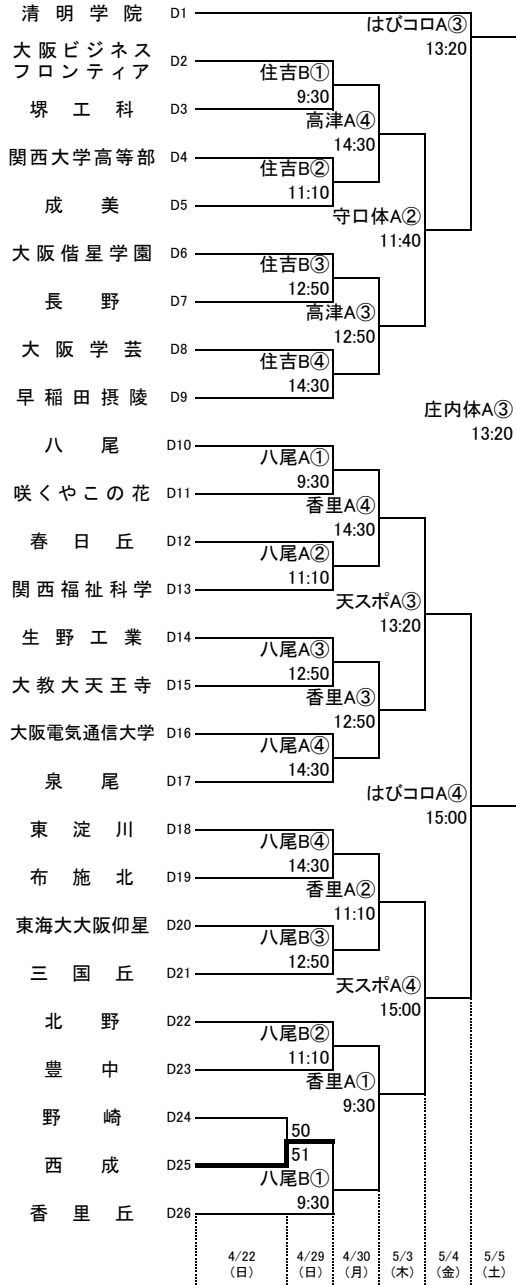 清明学院 D1
はびコロA③
13:20
大阪ビジネス
フロンティア D2
住吉B①
9:30
堺工科 D3
高津A④
14:30
関西大学高等部 D4
住吉B②
11:10
成美 D5
守口体A②
11:40
大阪偕星学園 D6
住吉B③
12:50
長野 D7
高津A③
12:50
大阪学芸 D8
住吉B④
14:30
早稲田摂陵 D9
庄内体A③
13:20
八尾 D10
八尾A①
9:30
咲くやこの花 D11
香里A④
14:30
春日丘 D12
八尾A②
11:10
関西福祉科学 D13
天スポA③
13:20
生野工業 D14
八尾A③
12:50
大教大天王寺 D15
香里A③
12:50
大阪電気通信大学 D16
八尾A④
14:30
泉尾 D17
はびコロA④
15:00
東淀川 D18
八尾B④
14:30
布施北 D19
香里A②
11:10
東海大大阪仰星 D20
八尾B③
12:50
三国丘 D21
天スポA④
15:00
北野 D22
八尾B②
11:10
豊中 D23
香里A①
9:30
野崎 D24
50
51
西成 D25
八尾B①
9:30
香里丘 D26
4/22 4/29 4/30 5/3 5/4 5/5
(日) (日) (月) (木) (金) (土)